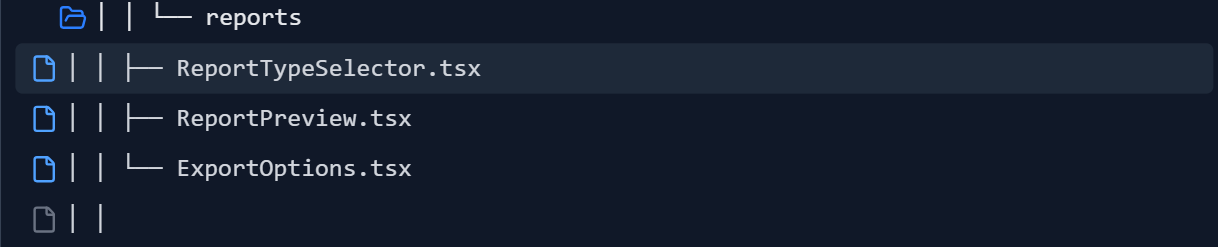 │ │ └── reports
│ │ ├── ReportTypeSelector.tsx
│ │ ├── ReportPreview.tsx
│ │ └── ExportOptions.tsx
│ │